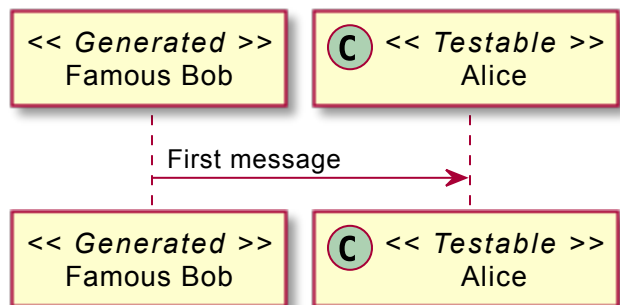 << Generated >>
Famous Bob
C << Testable >>
Alice
First message
<< Generated >>
Famous Bob
C << Testable >>
Alice